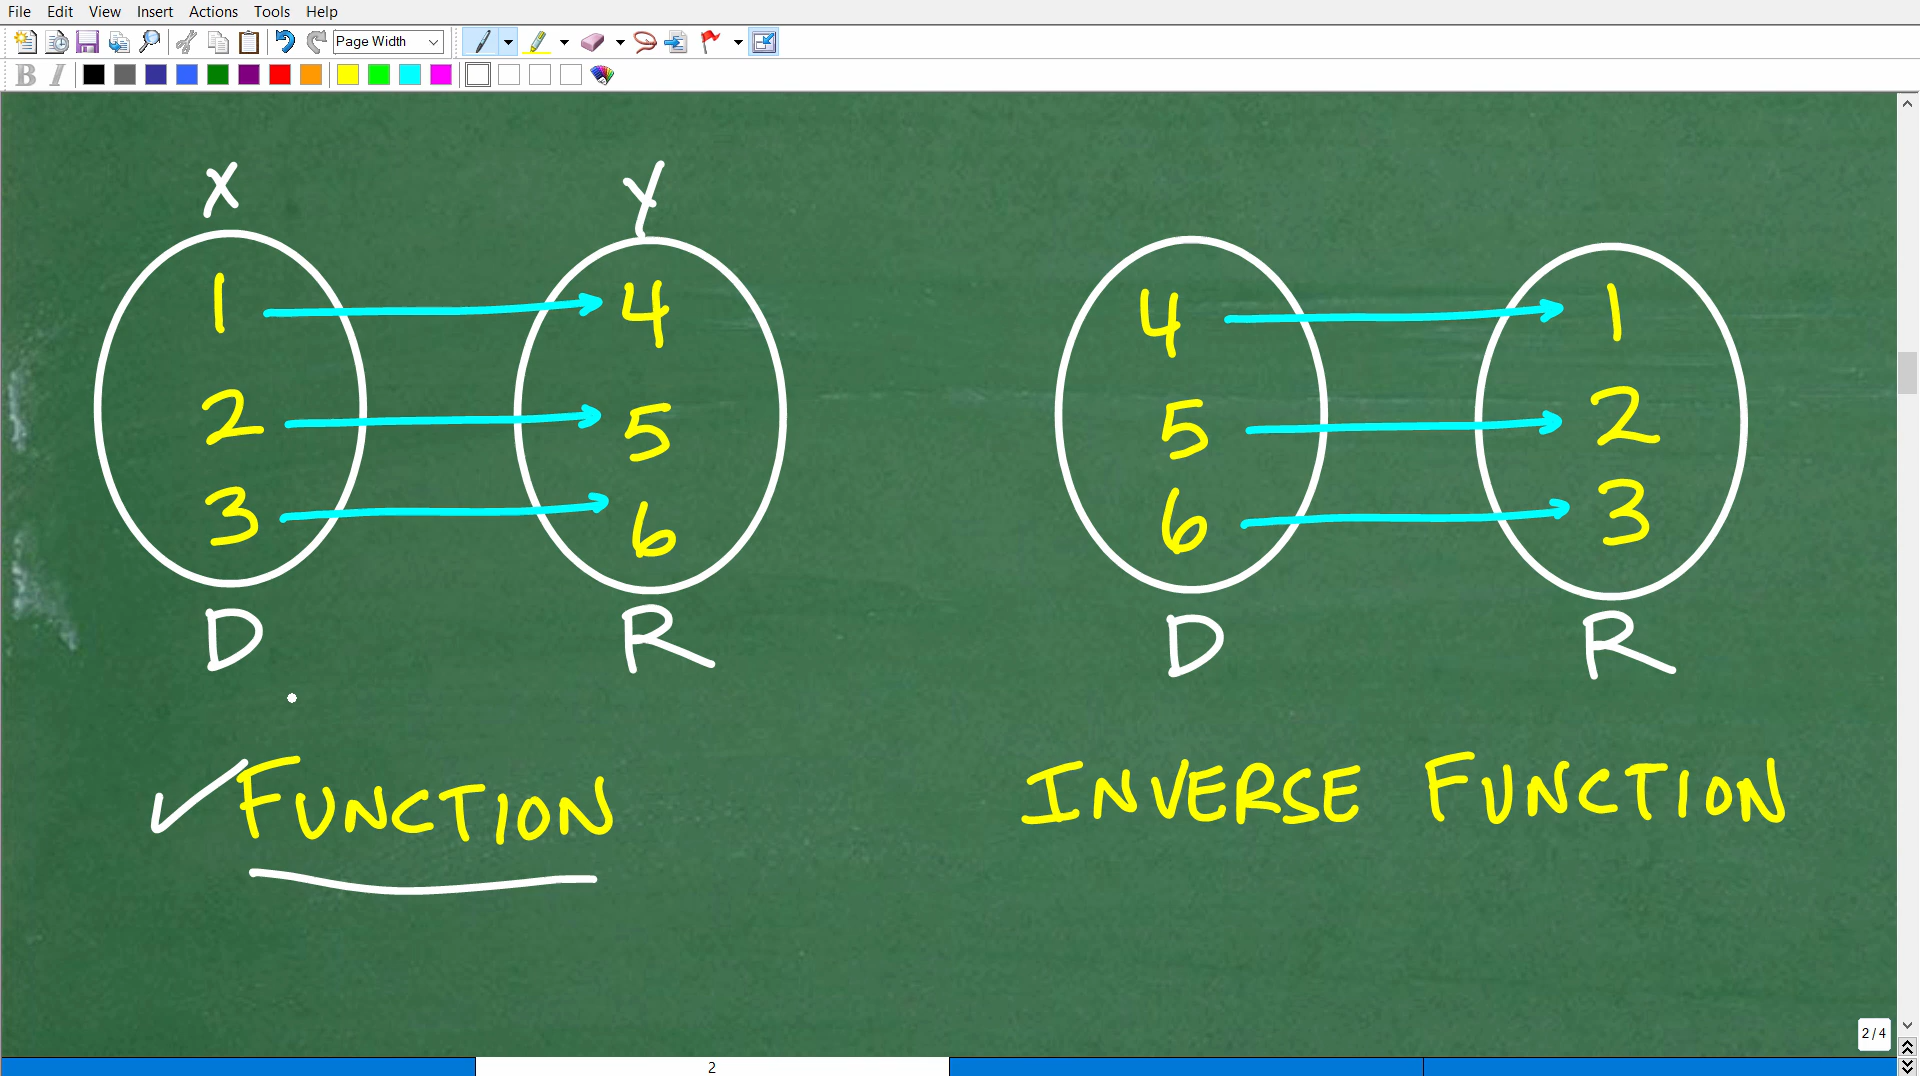 File Edit View Insert Actions Tools Help
Page Width
B I
X Y
1 4 4 1
2 5 5 2
3 6 6 3
D R D R
FUNCTION INVERSE FUNCTION
2 / 4
2